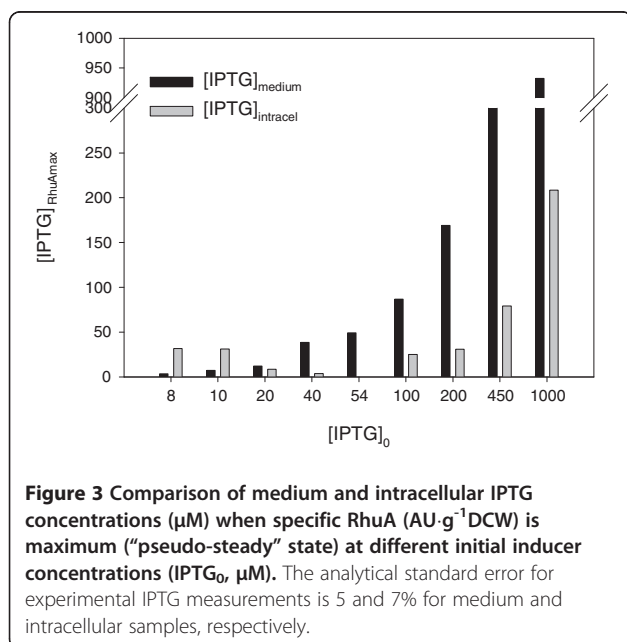 1000
950
900
300
250
200
150
100
50
0
[IPTG]RhuAmax
[IPTG]medium
[IPTG]intracel
8 10 20 40 54 100 200 450 1000
[IPTG]0
Figure 3 Comparison of medium and intracellular IPTG
concentrations (μM) when specific RhuA (AU·g-1DCW) is
maximum (“pseudo-steady” state) at different initial inducer
concentrations (IPTG0, μM). The analytical standard error for
experimental IPTG measurements is 5 and 7% for medium and
intracellular samples, respectively.